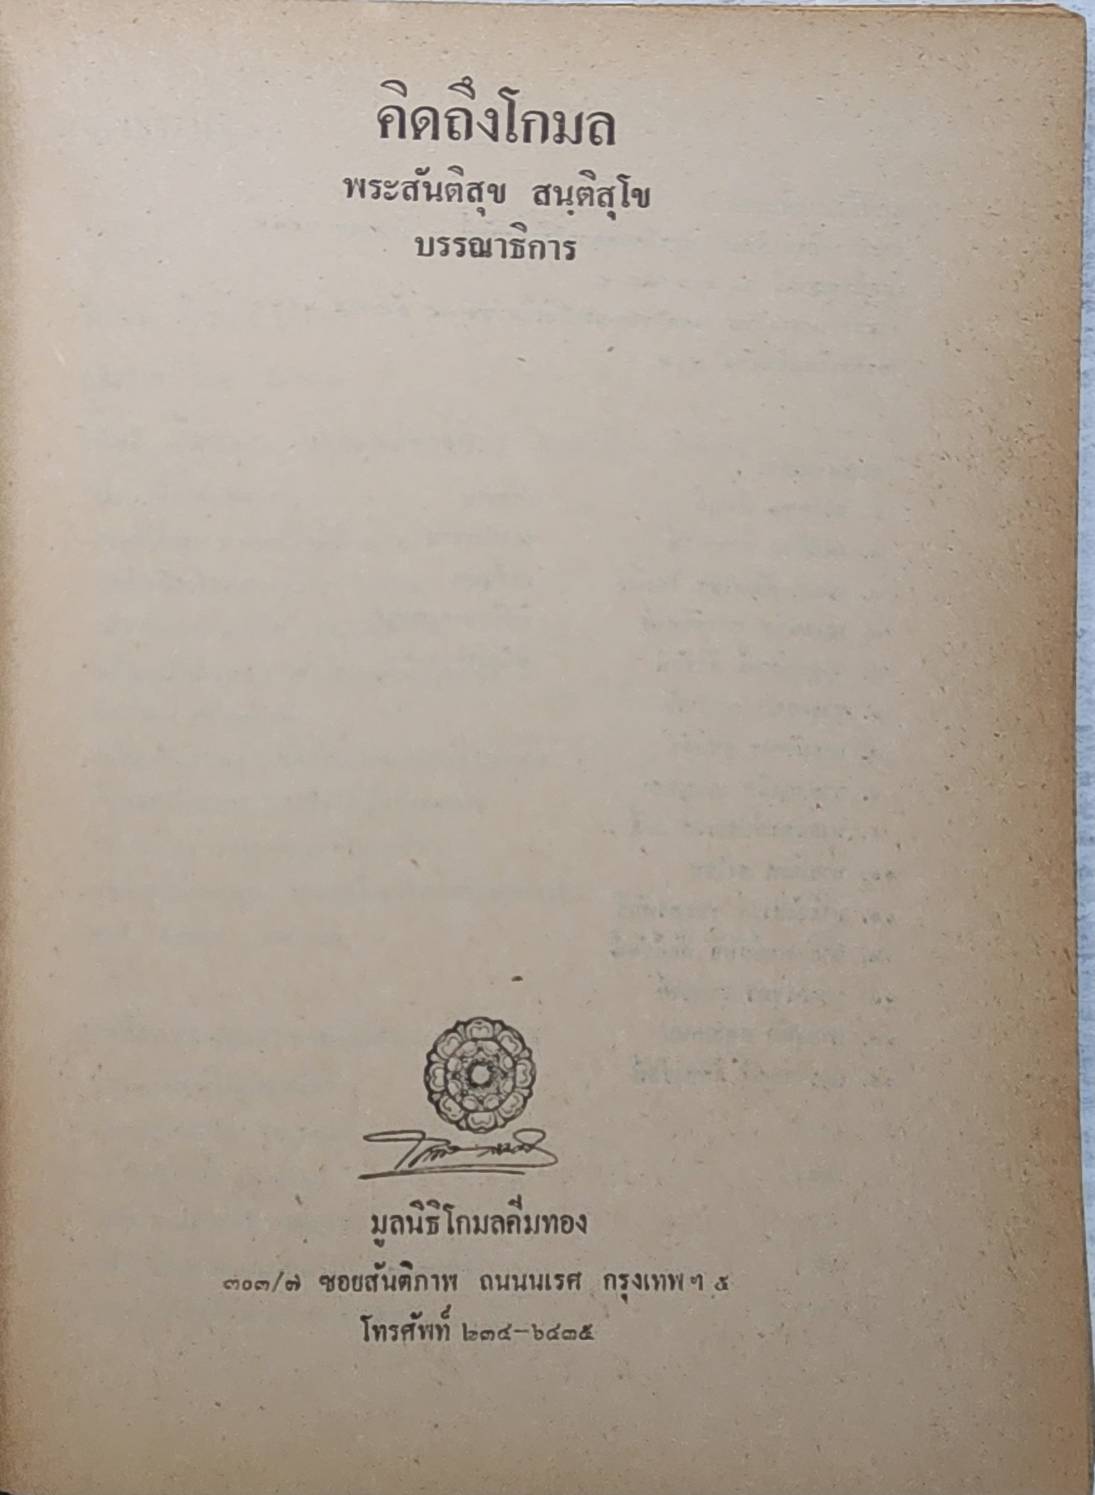 คิดถึงโกมล
พระสันติสุข สนฺติสุโข
บรรณาธิการ
มูลนิธิโกมลคีมทอง
๓๐๓/๗ ซอยสันติภาพ ถนนนเรศ กรุงเทพฯ ๕
โทรศัพท์ ๒๓๔-๖๔๓๕